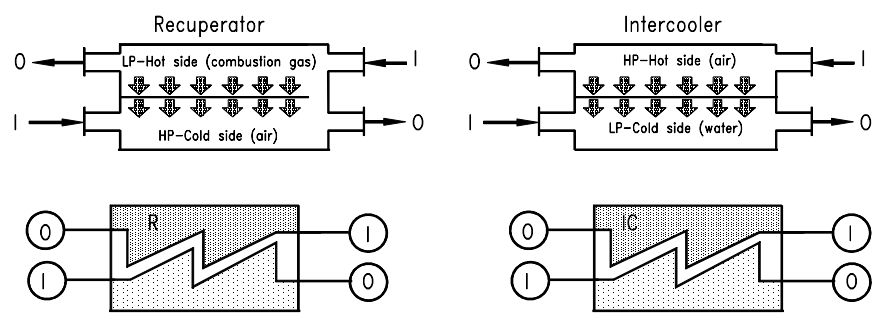 Recuperator Intercooler
O LP-Hot side (combustion gas) I O HP-Hot side (air) I
I HP-Cold side (air) O I LP-Cold side (water) O
O R I O IC I
I O I O